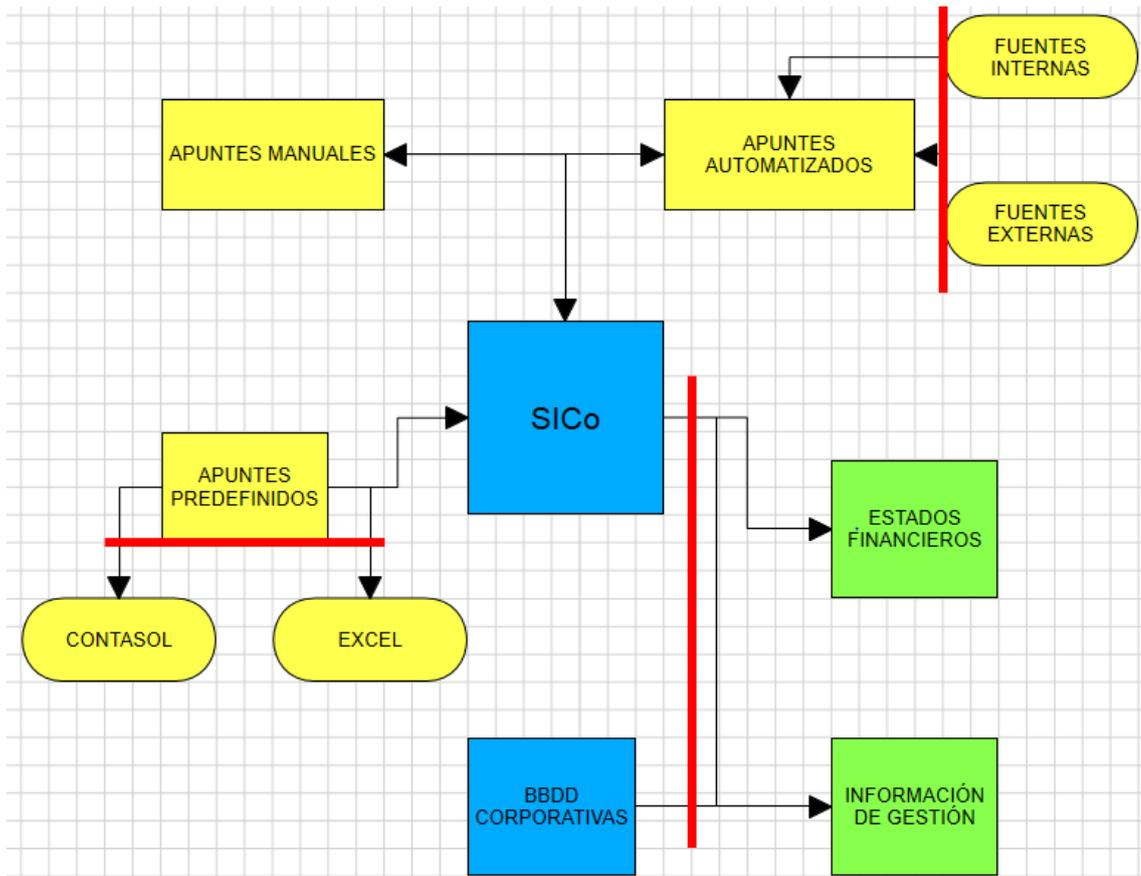 FUENTES
INTERNAS
APUNTES MANUALES
APUNTES
AUTOMATIZADOS
FUENTES
EXTERNAS
SICo
APUNTES
PREDEFINIDOS
ESTADOS
FINANCIEROS
CONTASOL
EXCEL
BBDD
CORPORATIVAS
INFORMACIÓN
DE GESTIÓN